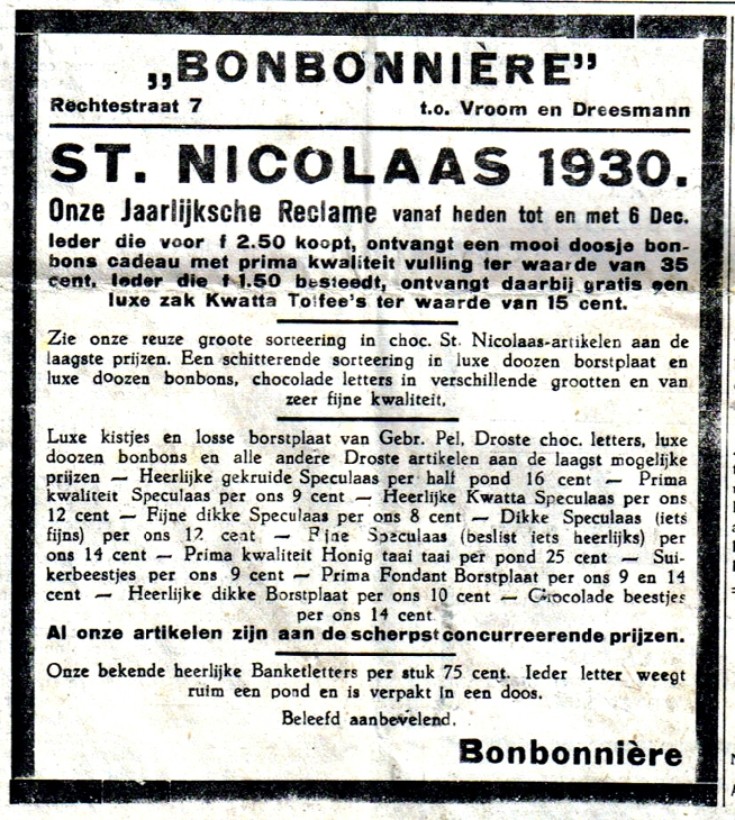 „BONBONNIÈRE”
Rechtestraat 7 t.o. Vroom en Dreesmann
ST. NICOLAAS 1930.
Onze Jaarlijksche Reclame vanaf heden tot en met 6 Dec.
Ieder die voor f 2.50 koopt, ontvangt een mooi doosje bon-
bons cadeau met prima kwaliteit vulling ter waarde van 35
cent. Ieder die f 1.50 besteedt, ontvangt daarbij gratis een
luxe zak Kwatta Toffee's ter waarde van 15 cent.
Zie onze reuze groote sorteering in choc. St. Nicolaas-artikelen aan de
laagste prijzen. Een schitterende sorteering in luxe doozen borstplaat en
luxe doozen bonbons, chocolade letters in verschillende grootten en van
zeer fijne kwaliteit.
Luxe kistjes en losse borstplaat van Gebr. Pel, Droste choc. letters, luxe
doozen bonbons en alle andere Droste artikelen aan de laagst mogelijke
prijzen — Heerlijke gekruide Speculaas per half pond 16 cent — Prima
kwaliteit Speculaas per ons 9 cent — Heerlijke Kwatta Speculaas per ons
12 cent — Fijne dikke Speculaas per ons 8 cent — Dikke Speculaas (iets
fijns) per ons 12 cent — Fijne Speculaas (beslist iets heerlijks) per
ons 14 cent — Prima kwaliteit Honig taai taai per pond 25 cent — Sui-
kerbeestjes per ons 9 cent — Prima Fondant Borstplaat per ons 9 en 14
cent — Heerlijke dikke Borstplaat per ons 10 cent — Chocolade beestjes
per ons 14 cent
Al onze artikelen zijn aan de scherpst concurreerende prijzen.
Onze bekende heerlijke Banketletters per stuk 75 cent. Ieder letter weegt
ruim een pond en is verpakt in een doos.
Beleefd aanbevelend.
Bonbonnière